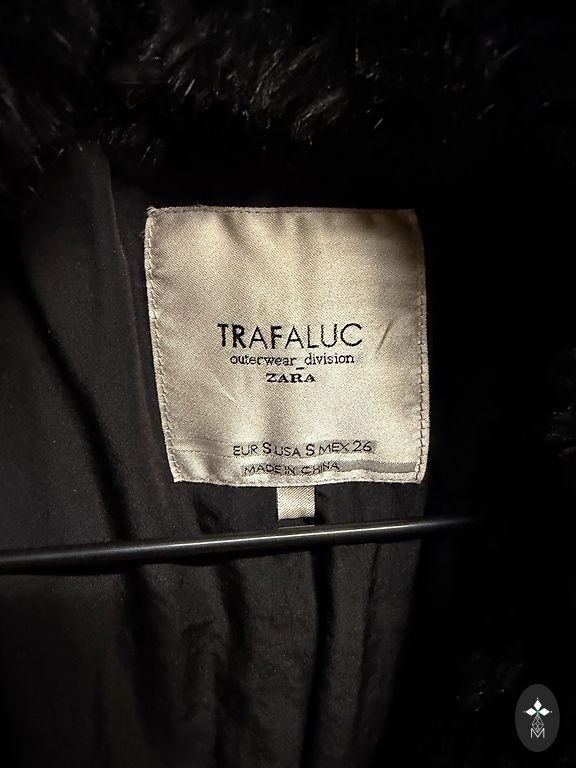 TRAFALUC
outerwear_division
ZARA
EUR S USA S MEX 26
MADE IN CHINA
M